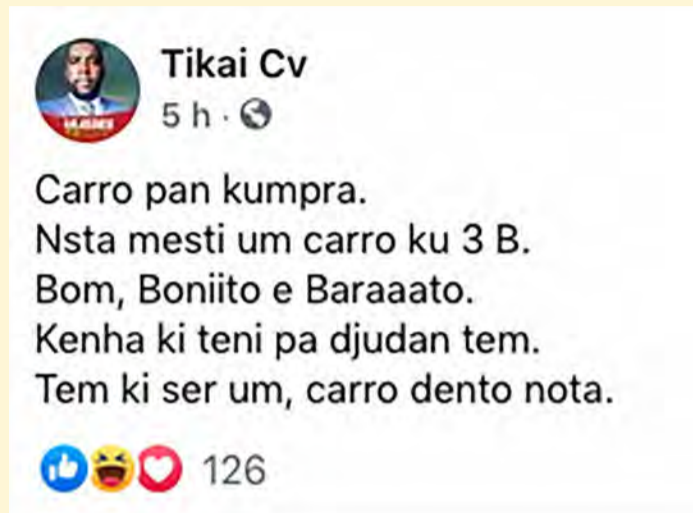 Tikai Cv
5 h ·
Carro pan kumpra.
Nsta mesti um carro ku 3 B.
Bom, Boniito e Baraaato.
Kenha ki teni pa djudan tem.
Tem ki ser um, carro dento nota.
126